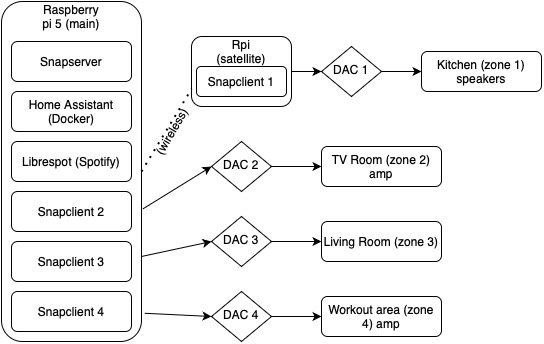 Raspberry
pi 5 (main)
Snapserver
Home Assistant
(Docker)
Librespot (Spotify)
Snapclient 2
Snapclient 3
Snapclient 4
(wireless)
Rpi
(satellite)
Snapclient 1
DAC 1
Kitchen (zone 1)
speakers
DAC 2
TV Room (zone 2)
amp
DAC 3
Living Room (zone 3)
DAC 4
Workout area (zone
4) amp